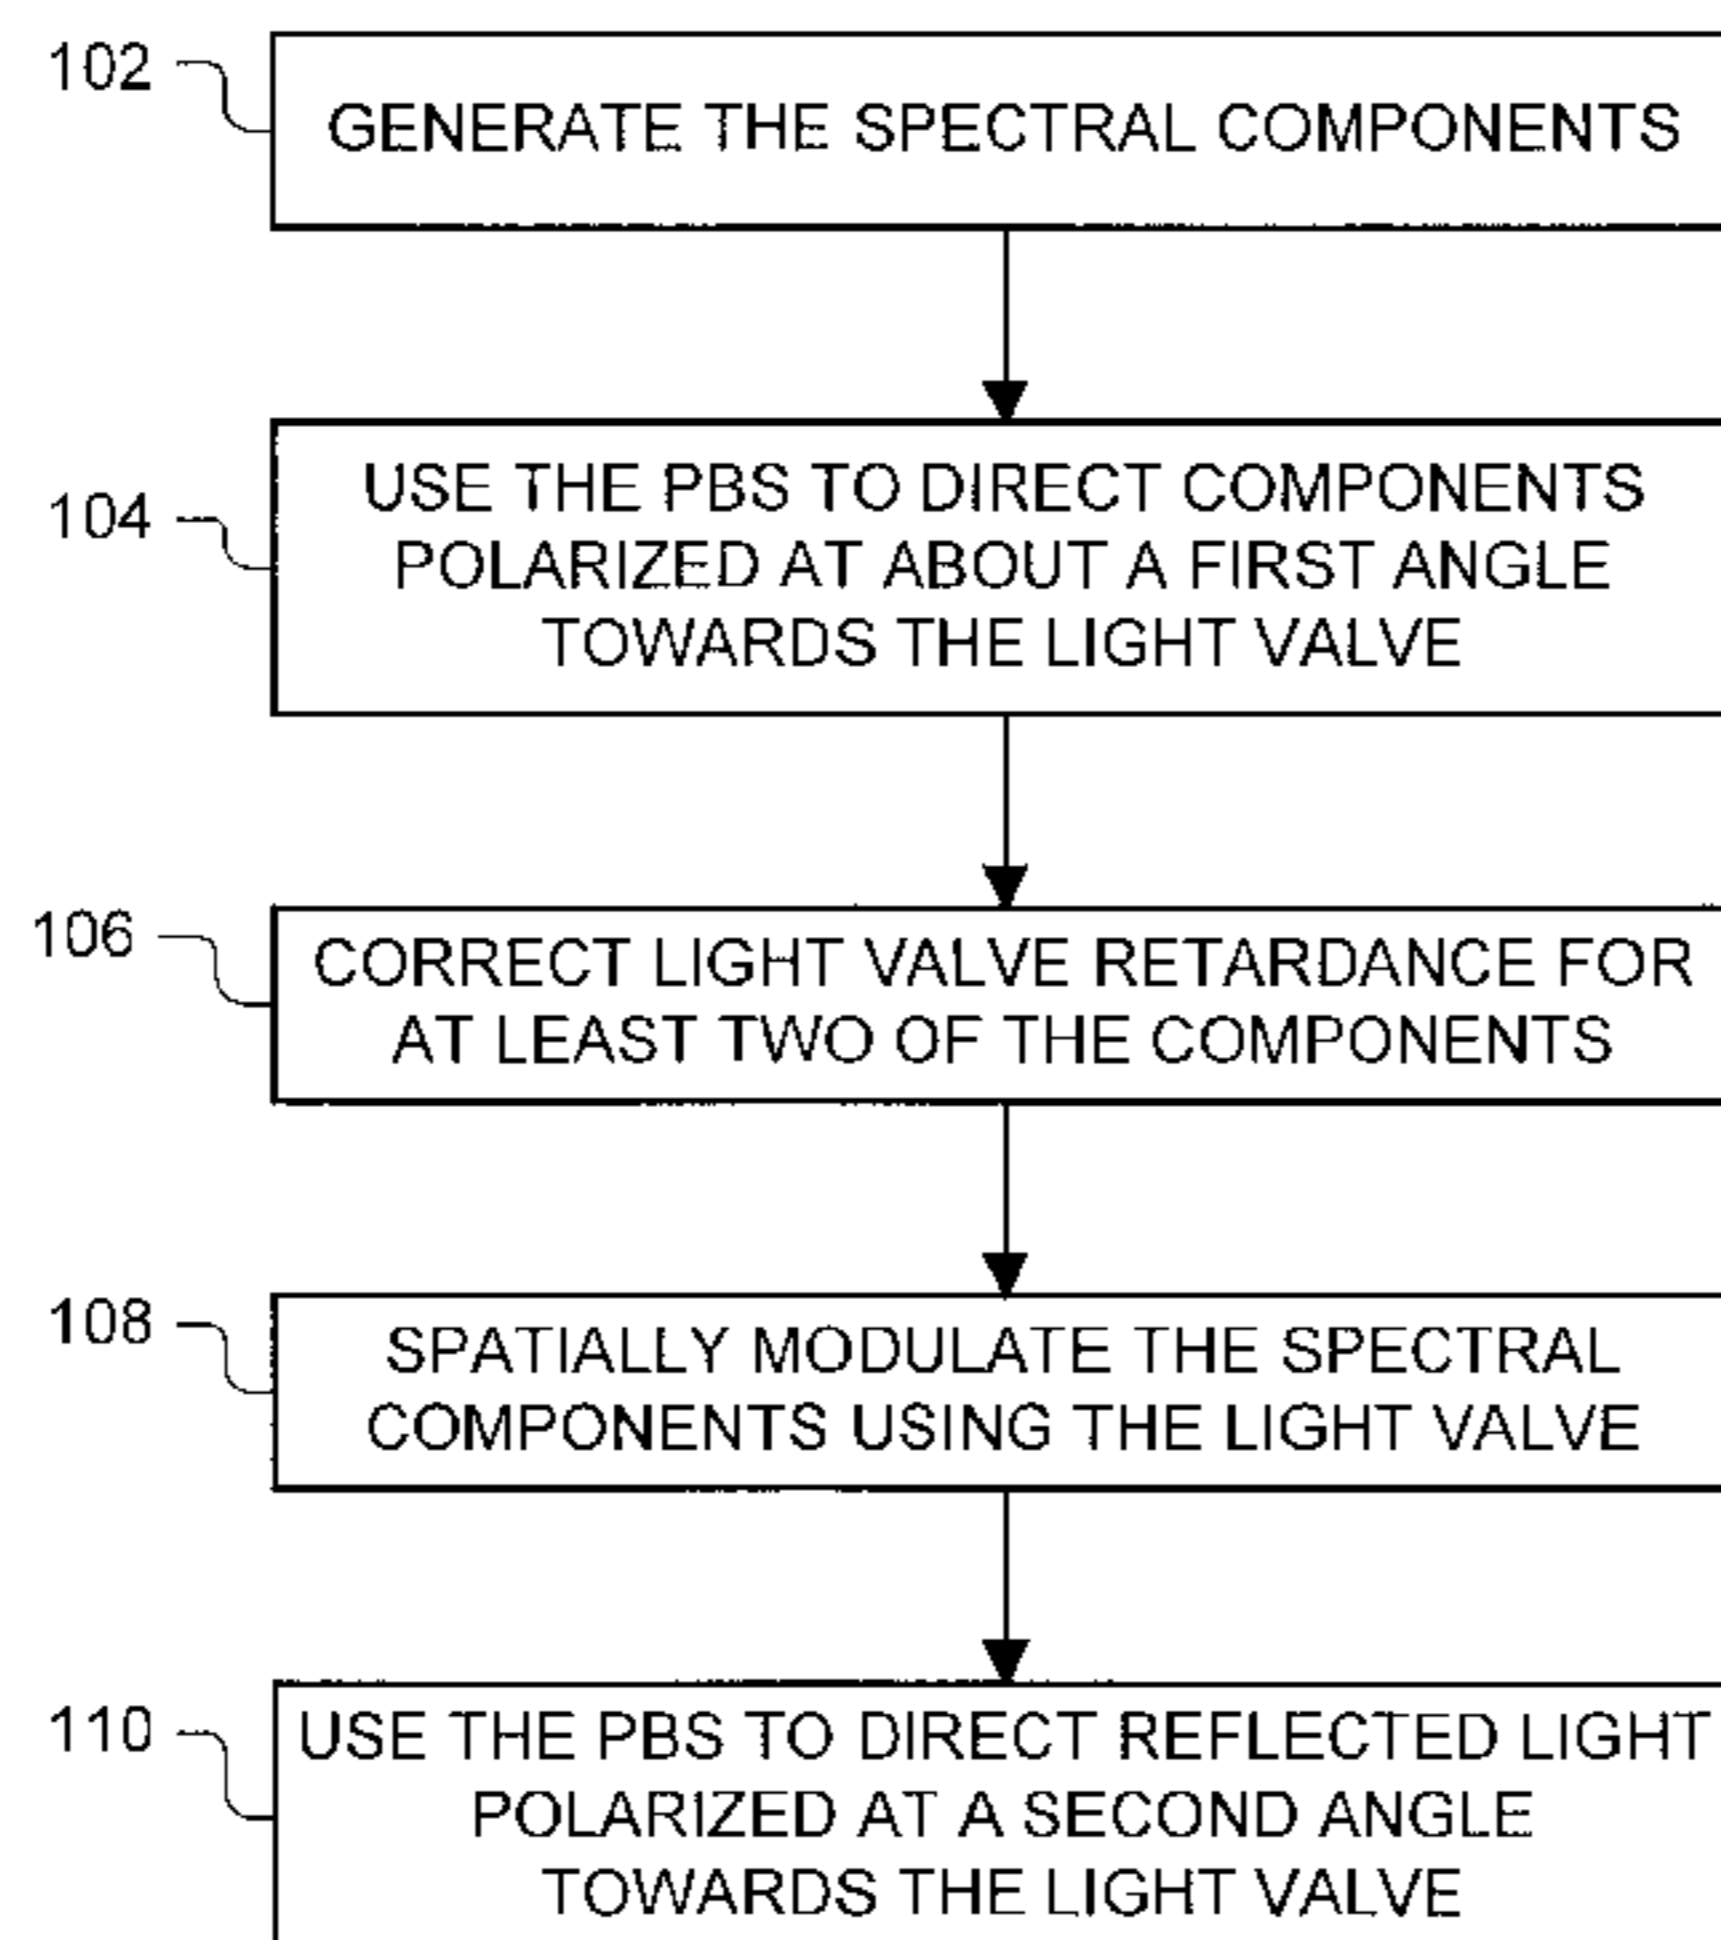 102
GENERATE THE SPECTRAL COMPONENTS
104
USE THE PBS TO DIRECT COMPONENTS
POLARIZED AT ABOUT A FIRST ANGLE
TOWARDS THE LIGHT VALVE
106
CORRECT LIGHT VALVE RETARDANCE FOR
AT LEAST TWO OF THE COMPONENTS
108
SPATIALLY MODULATE THE SPECTRAL
COMPONENTS USING THE LIGHT VALVE
110
USE THE PBS TO DIRECT REFLECTED LIGHT
POLARIZED AT A SECOND ANGLE
TOWARDS THE LIGHT VALVE